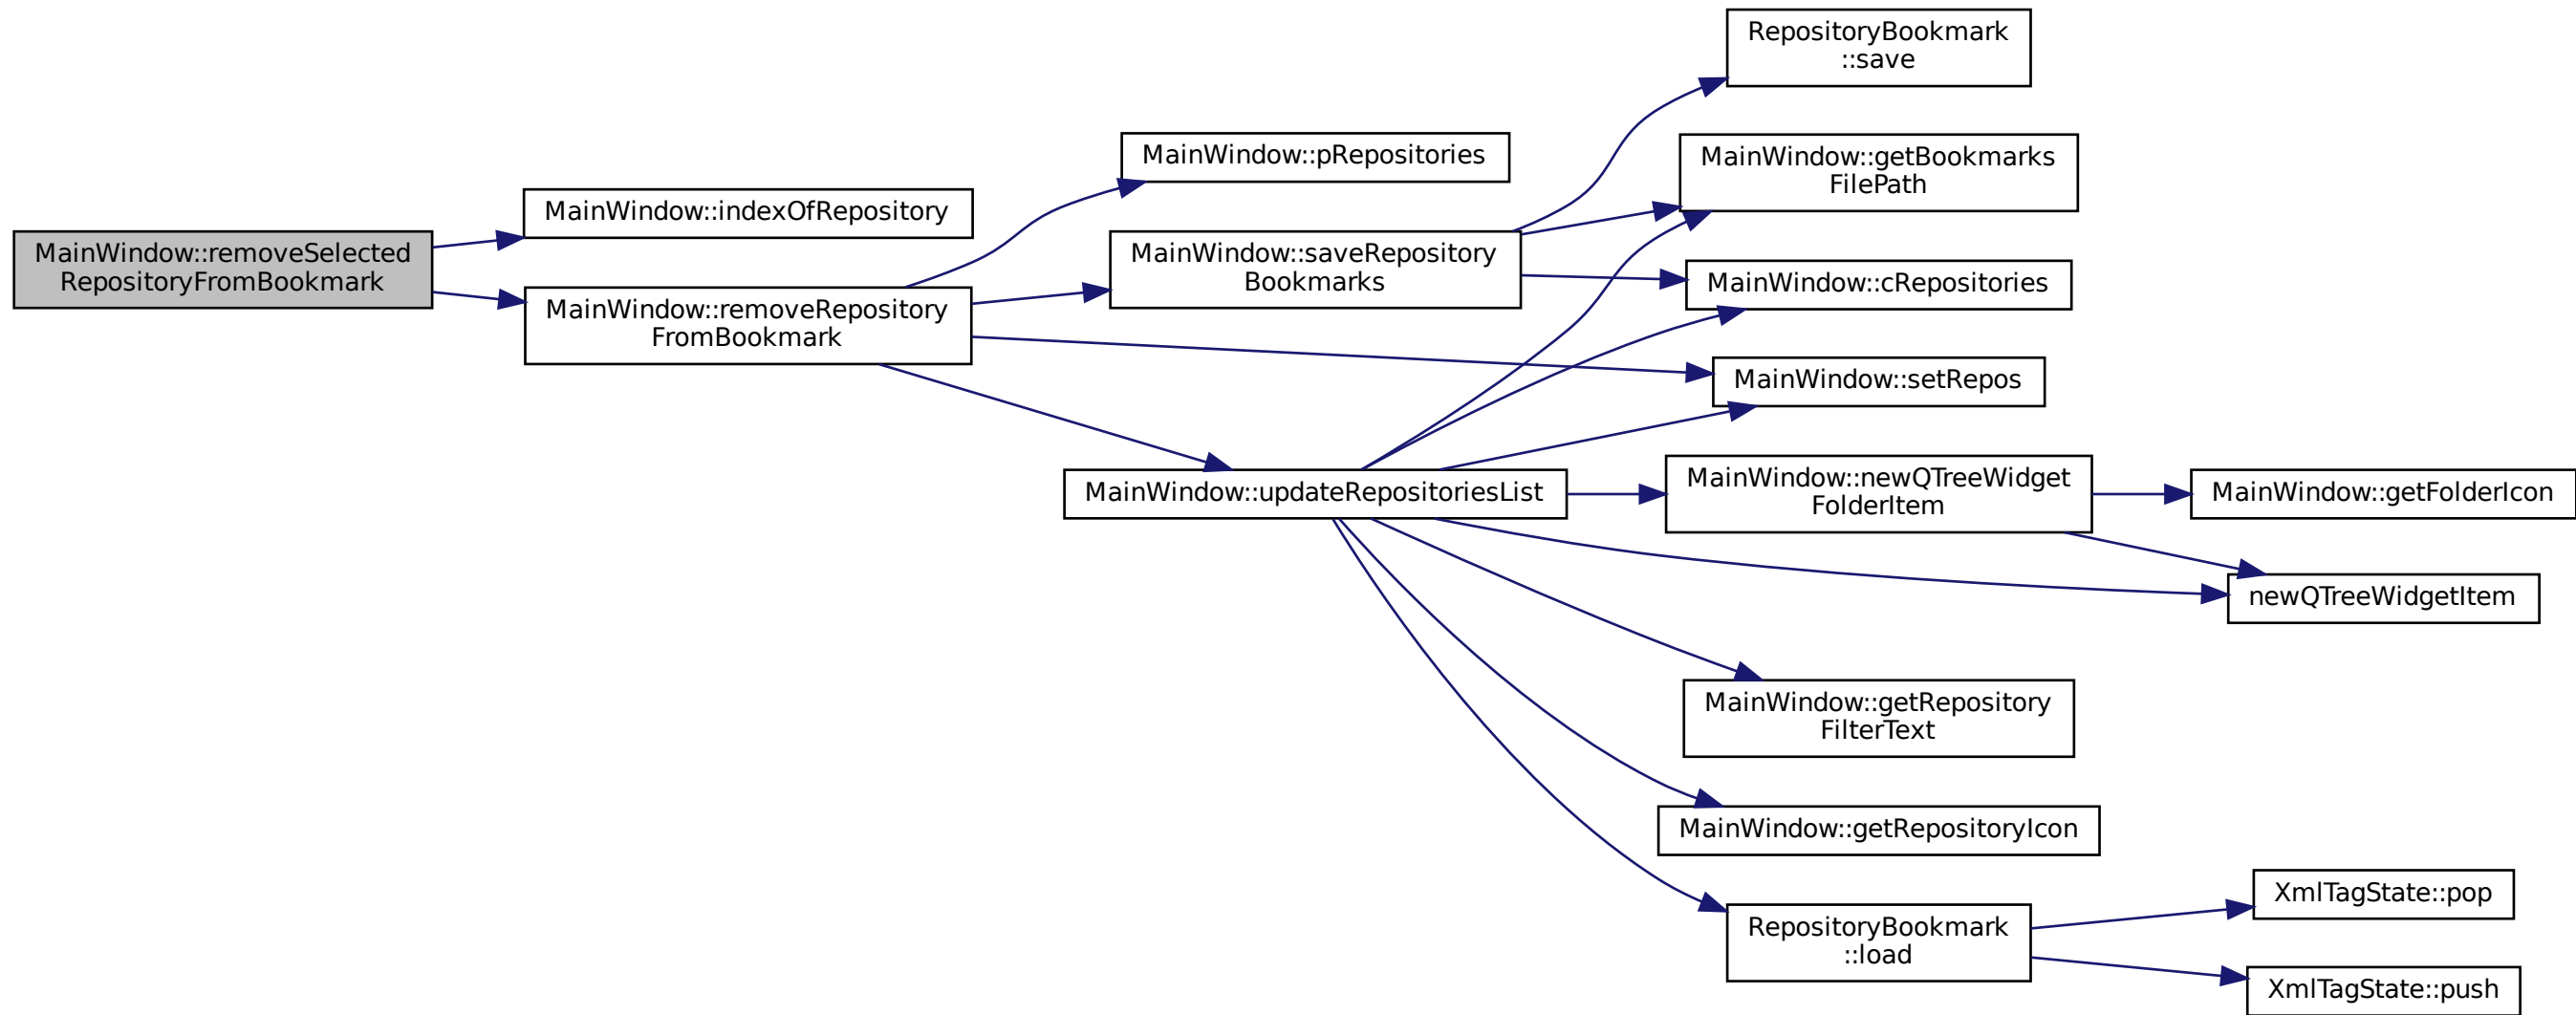 MainWindow::removeSelected
RepositoryFromBookmark
MainWindow::indexOfRepository
MainWindow::removeRepository
FromBookmark
MainWindow::pRepositories
MainWindow::saveRepository
Bookmarks
MainWindow::updateRepositoriesList
RepositoryBookmark
::save
MainWindow::getBookmarks
FilePath
MainWindow::cRepositories
MainWindow::setRepos
MainWindow::newQTreeWidget
FolderItem
MainWindow::getRepository
FilterText
MainWindow::getRepositoryIcon
RepositoryBookmark
::load
MainWindow::getFolderIcon
newQTreeWidgetItem
XmlTagState::pop
XmlTagState::push